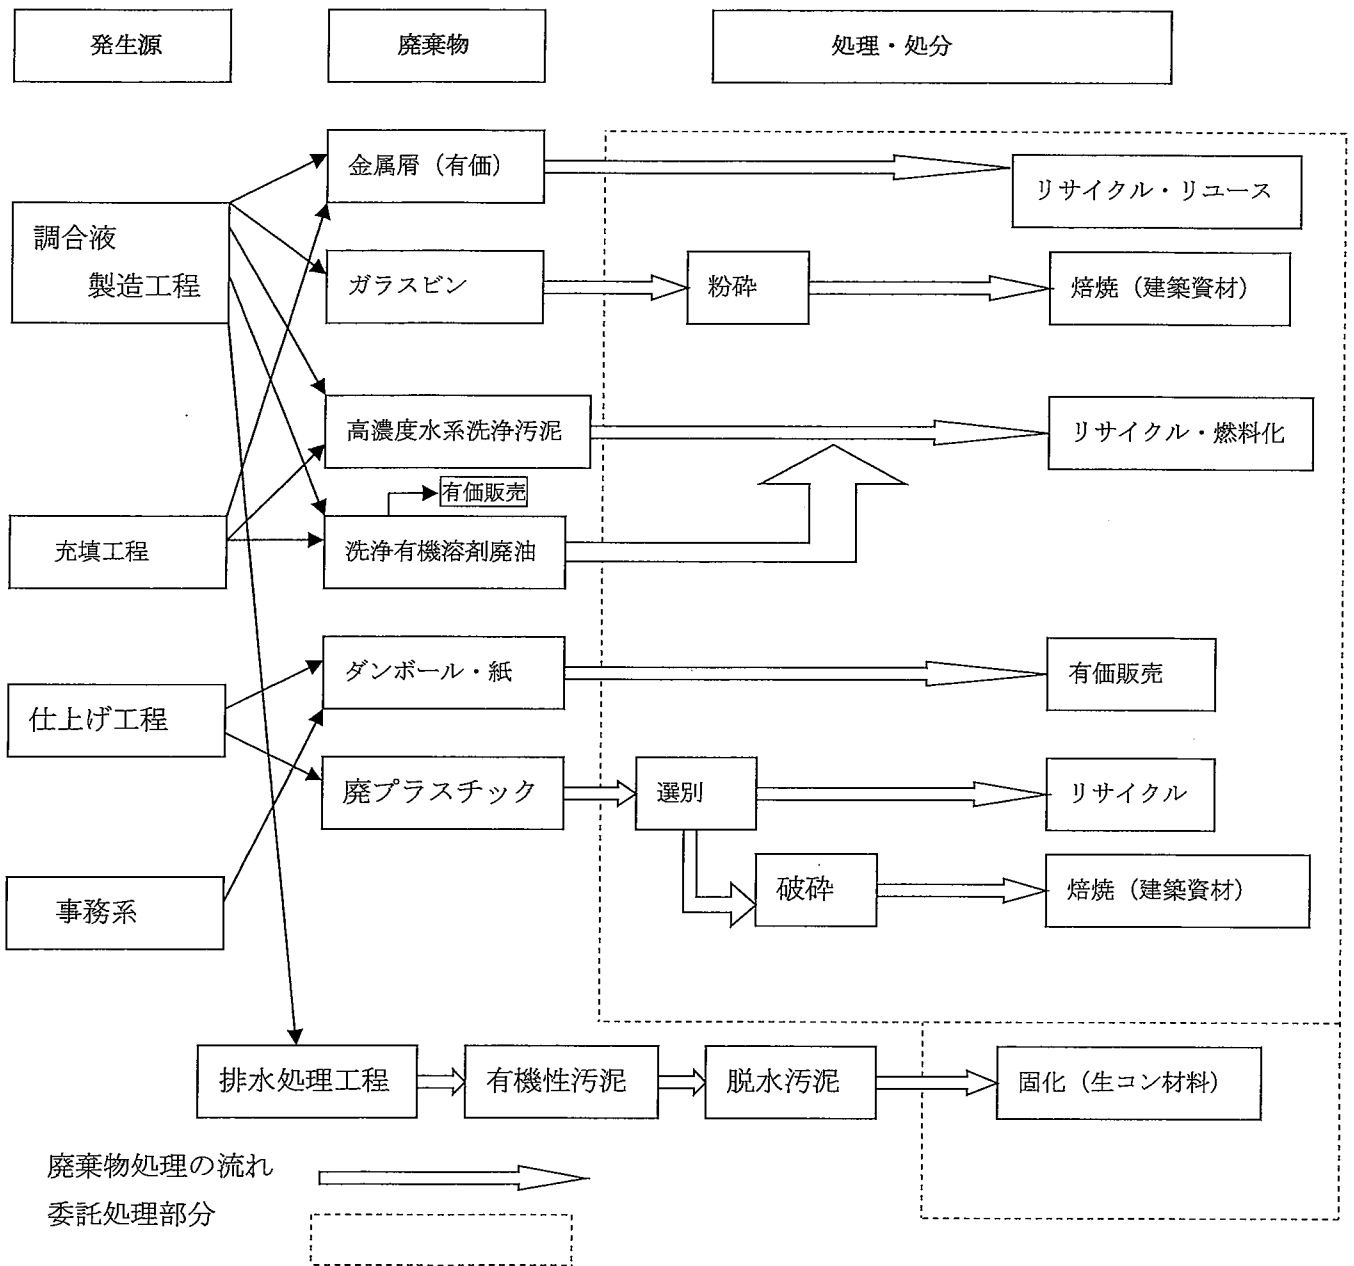 発生源
廃棄物
処理・処分
金属屑（有価）
リサイクル・リユース
調合液
製造工程
ガラスビン
粉砕
焙焼（建築資材）
高濃度水系洗浄汚泥
リサイクル・燃料化
有価販売
充填工程
洗浄有機溶剤廃油
ダンボール・紙
有価販売
仕上げ工程
廃プラスチック
選別
リサイクル
破砕
焙焼（建築資材）
事務系
排水処理工程
有機性汚泥
脱水汚泥
固化（生コン材料）
廃棄物処理の流れ
委託処理部分